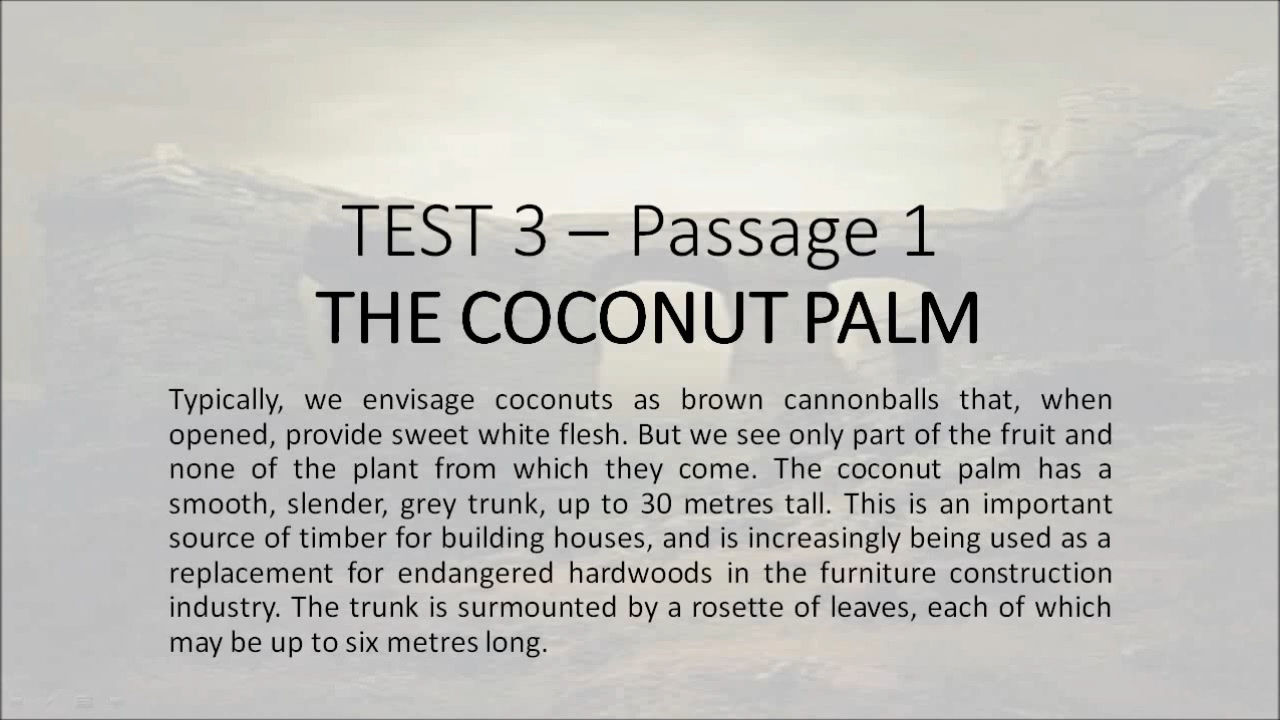 TEST 3 – Passage 1
THE COCONUT PALM
Typically, we envisage coconuts as brown cannonballs that, when
opened, provide sweet white flesh. But we see only part of the fruit and
none of the plant from which they come. The coconut palm has a
smooth, slender, grey trunk, up to 30 metres tall. This is an important
source of timber for building houses, and is increasingly being used as a
replacement for endangered hardwoods in the furniture construction
industry. The trunk is surmounted by a rosette of leaves, each of which
may be up to six metres long.